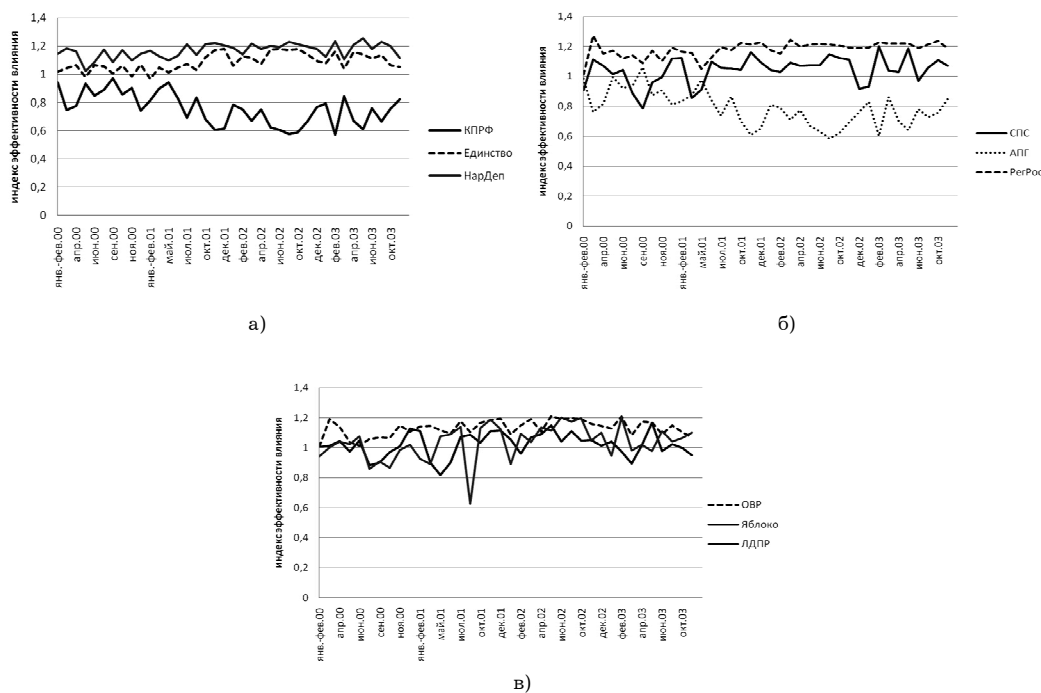 индекс эффективности влияния
1,4
1,2
1
0,8
0,6
0,4
0,2
0
янв.-фев.00
апр.00
июн.00
сен.00
ноя.00
янв.-фев.01
май.01
июл.01
окт.01
дек.01
фев.02
апр.02
июн.02
окт.02
дек.02
фев.03
апр.03
июн.03
окт.03
КПРФ
Единство
НарДеп
а)
индекс эффективности влияния
1,4
1,2
1
0,8
0,6
0,4
0,2
0
янв.-фев.00
апр.00
июн.00
сен.00
ноя.00
янв.-фев.01
май.01
июл.01
окт.01
дек.01
фев.02
апр.02
июн.02
окт.02
дек.02
фев.03
апр.03
июн.03
окт.03
СПС
АПГ
РегРос
б)
индекс эффективности влияния
1,4
1,2
1
0,8
0,6
0,4
0,2
0
янв.-фев.00
апр.00
июн.00
сен.00
ноя.00
янв.-фев.01
май.01
июл.01
окт.01
дек.01
фев.02
апр.02
июн.02
окт.02
дек.02
фев.03
апр.03
июн.03
окт.03
ОВР
Яблоко
ЛДПР
в)